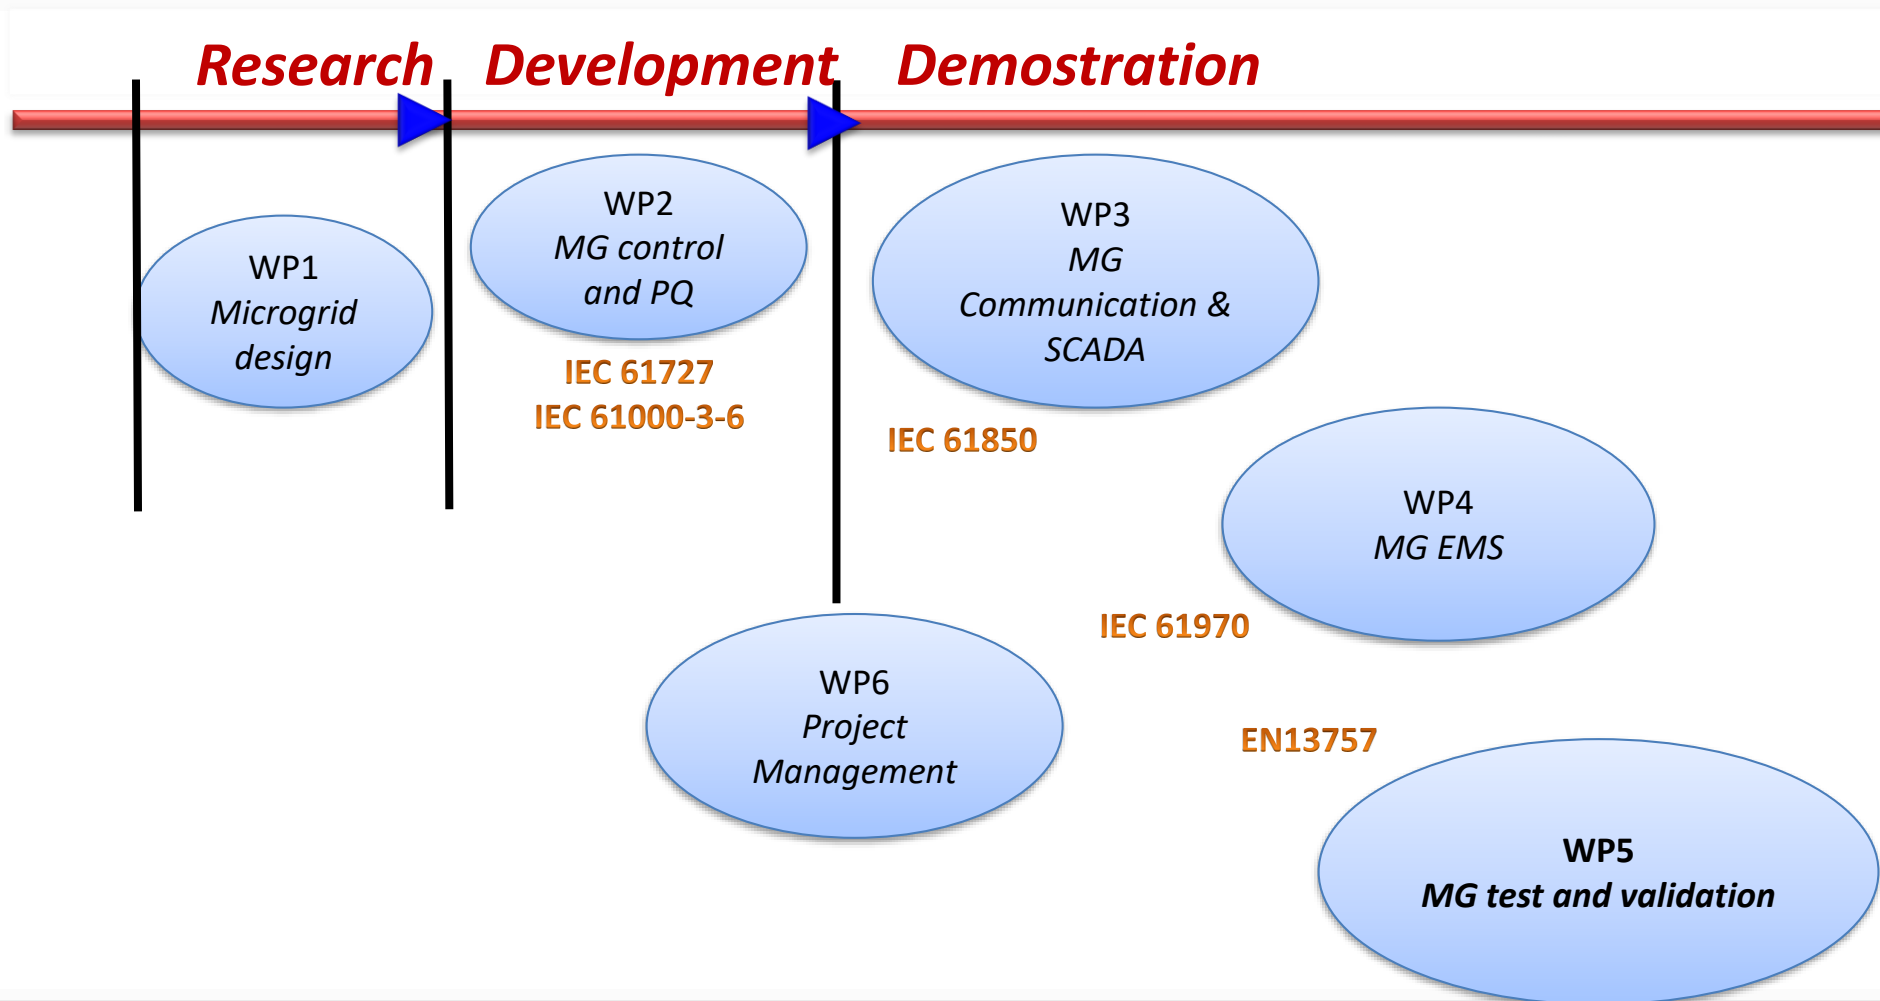 Research Development Demostration
WP1
Microgrid
design
WP2
MG control
and PQ
IEC 61727
IEC 61000-3-6
WP3
MG
Communication &
SCADA
IEC 61850
WP4
MG EMS
IEC 61970
WP6
Project
Management
EN13757
WP5
MG test and validation